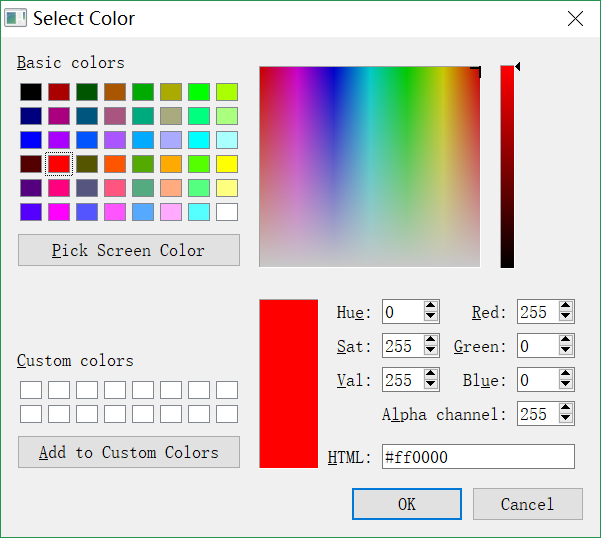 Select Color
Basic colors
Pick Screen Color
Custom colors
Add to Custom Colors
Hue: 0 Red: 255
Sat: 255 Green: 0
Val: 255 Blue: 0
Alpha channel: 255
HTML: #ff0000
OK Cancel